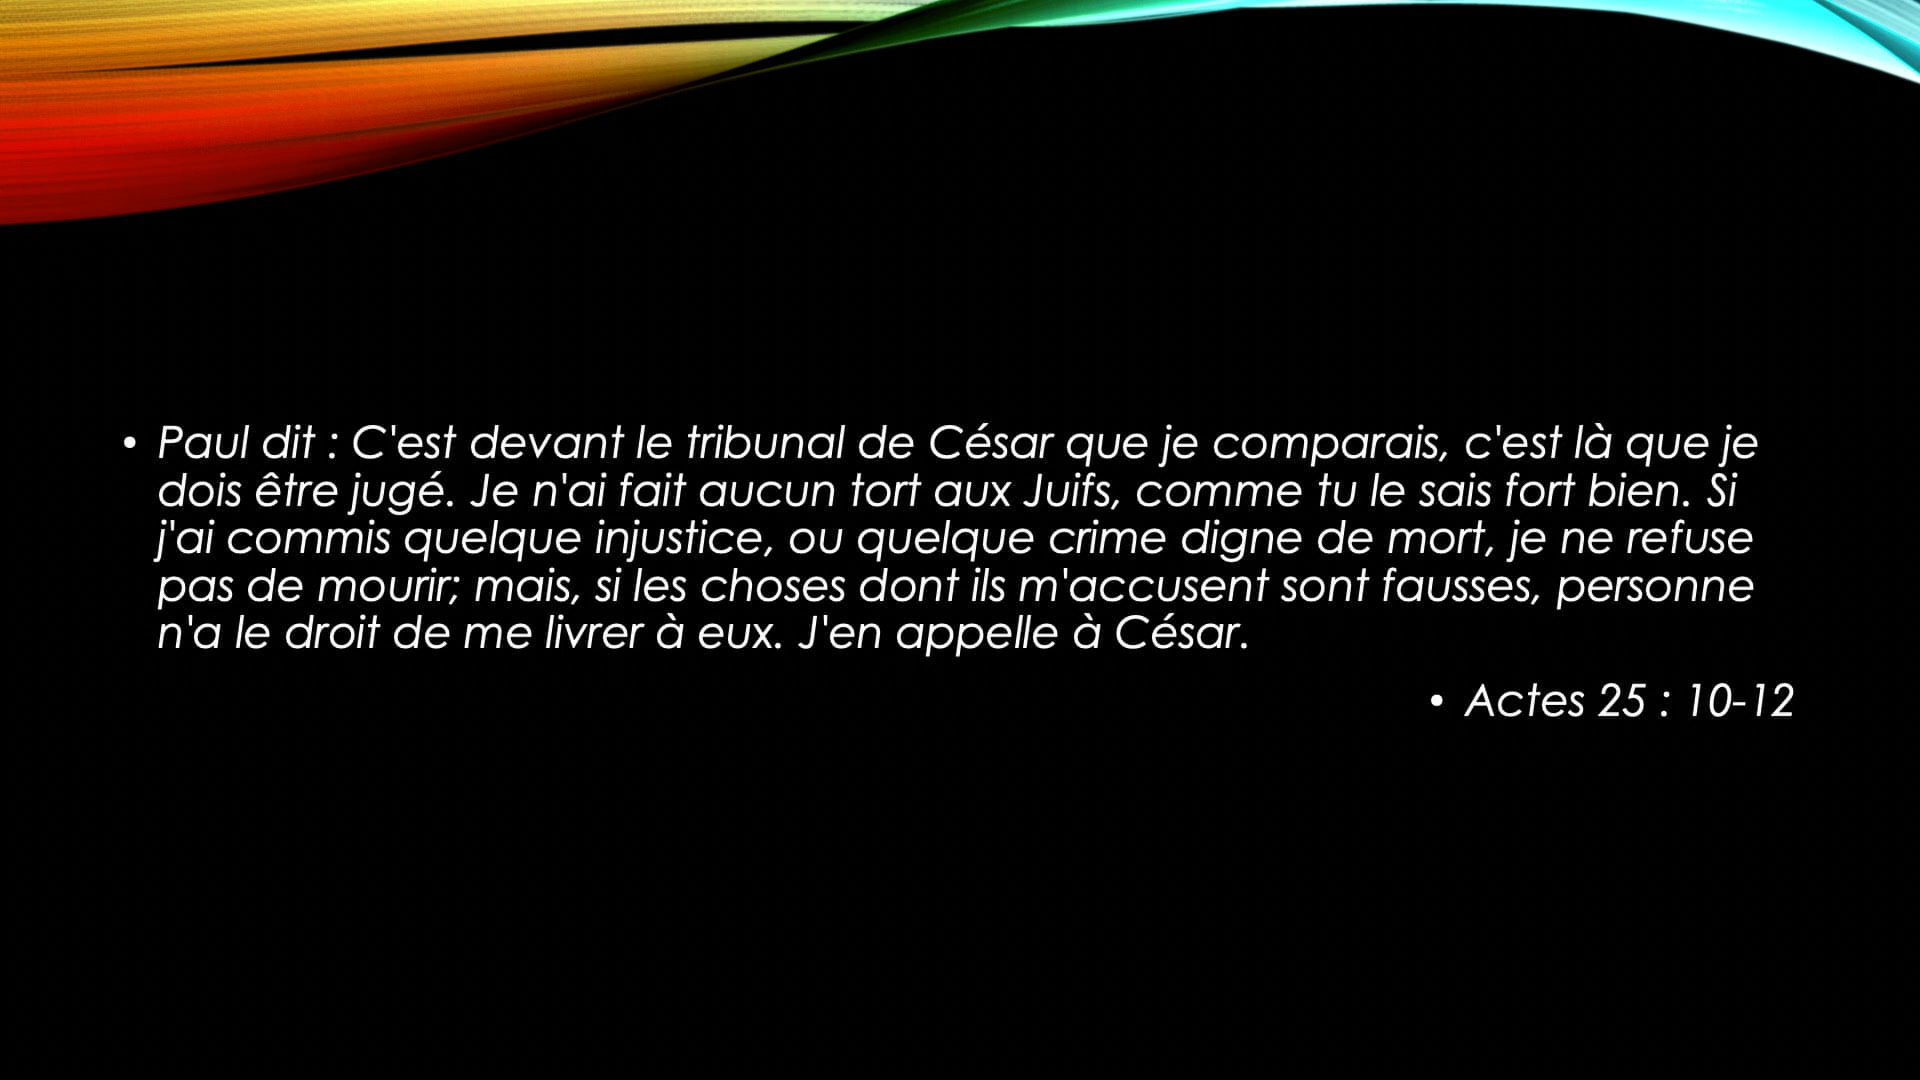 • Paul dit : C'est devant le tribunal de César que je comparais, c'est là que je
dois être jugé. Je n'ai fait aucun tort aux Juifs, comme tu le sais fort bien. Si
j'ai commis quelque injustice, ou quelque crime digne de mort, je ne refuse
pas de mourir; mais, si les choses dont ils m'accusent sont fausses, personne
n'a le droit de me livrer à eux. J'en appelle à César.
• Actes 25 : 10-12